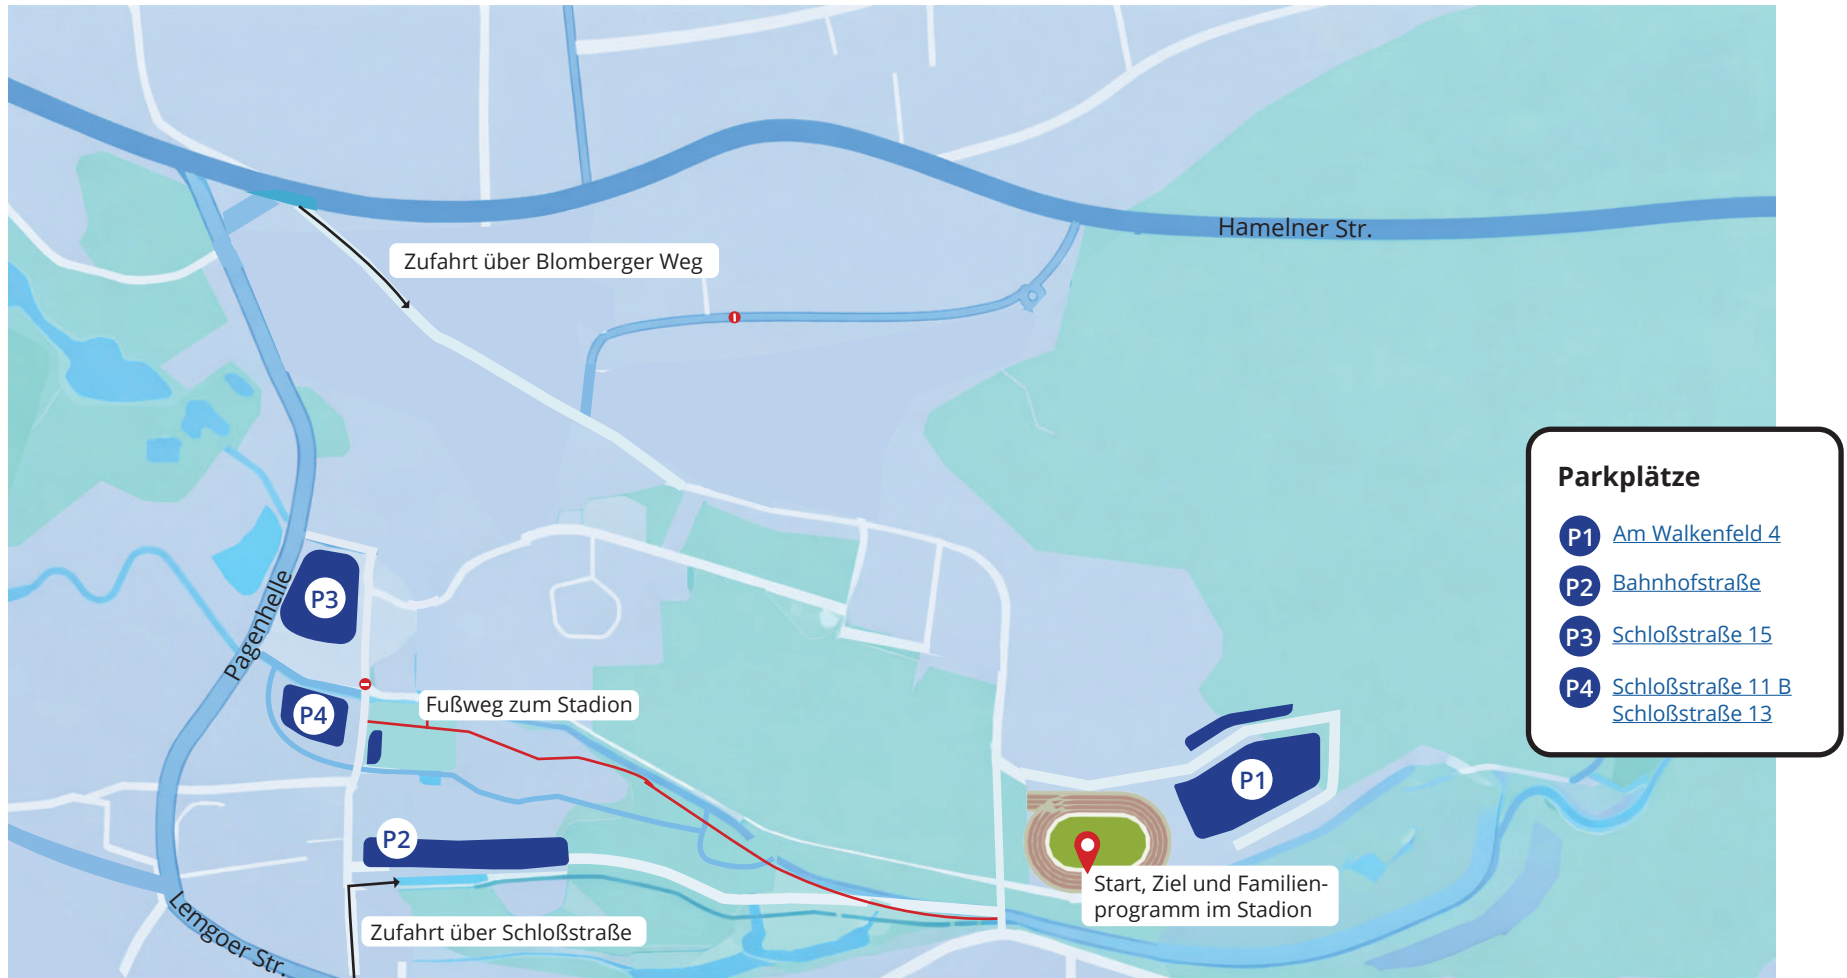 Hamelner Str.
Zufahrt über Blomberger Weg
Parkplätze
P1 Am Walkenfeld 4
P2 Bahnhofstraße
P3 Schloßstraße 15
P4 Schloßstraße 11 B
Schloßstraße 13
P3
Pagenhelle
Fußweg zum Stadion
P4
P1
P2
Start, Ziel und Familien-
programm im Stadion
Zufahrt über Schloßstraße
Lemgoer Str.